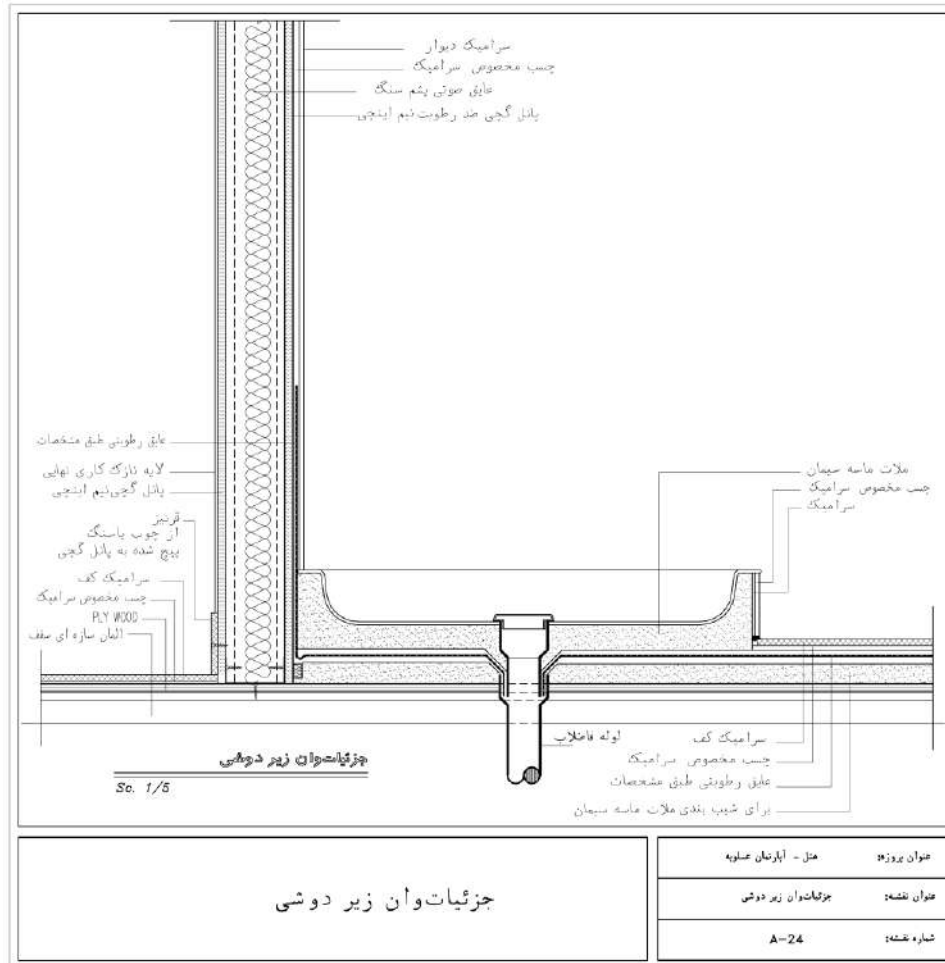 سرامیک دیوار
چسب مخصوص سرامیک
عایق صوتی پشم سنگ
پانل گچی ضد رطوبت نیم اینچی
عایق رطوبتی طبق مشخصات
لایه نازک کاری نهایی
پانل گچی نیم اینچی
قرنیز
از چوب یاسنگ
پیچ شده به پانل گچی
سرامیک کف
چسب مخصوص سرامیک
PLY WOOD
المان سازه ای سقف
ملات ماسه سیمان
چسب مخصوص سرامیک
سرامیک
لوله فاضلاب
سرامیک کف
چسب مخصوص سرامیک
عایق رطوبتی طبق مشخصات
برای شیب بندی ملات ماسه سیمان
جزئیات وان زیر دوشی
Sc. 1/5
جزئیات وان زیر دوشی
عنوان پروژه: متل - آپارتمان عسلویه
عنوان نقشه: جزئیات وان زیر دوشی
شماره نقشه: A-24